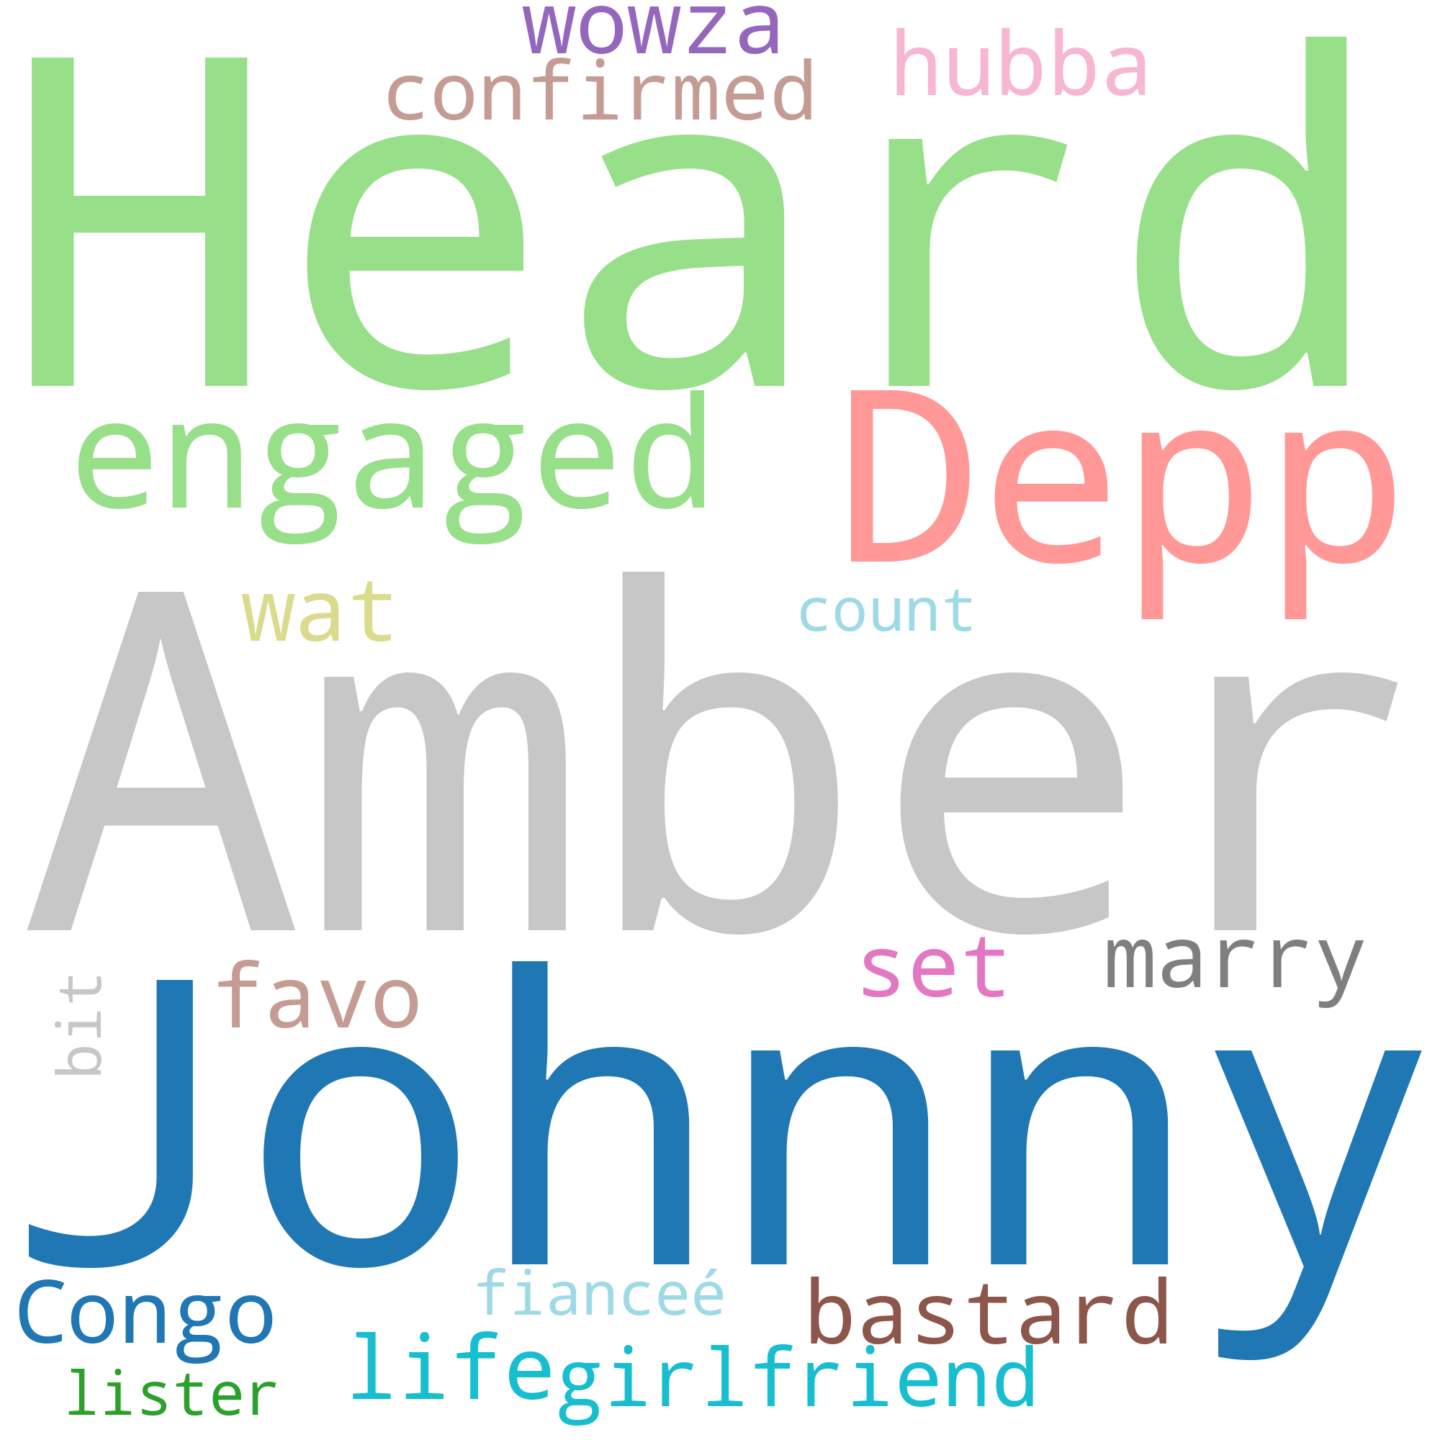 wowza
confirmed
hubba
Heard
engaged
Depp
wat
count
Amber
set
marry
bit
favo
Johnny
Congo
fianceé
bastard
life
girlfriend
lister